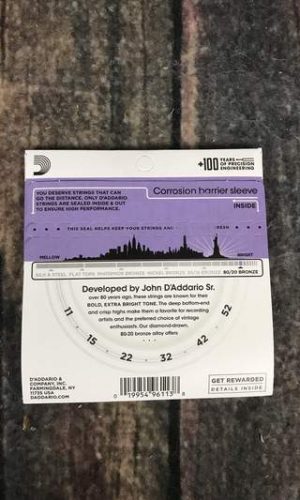 +100 YEARS OF PRECISION ENGINEERING
YOU DESERVE STRINGS THAT CAN
GO THE DISTANCE. ONLY D'ADDARIO
STRINGS ARE SEALED INSIDE & OUT
TO ENSURE HIGH PERFORMANCE.
Corrosion barrier sleeve
INSIDE
THIS SEAL HELPS KEEP YOUR STRINGS AND
MELLOW
BRIGHT
80/20 BRONZE
Developed by John D'Addario Sr.
over 80 years ago, these strings are known for their
BOLD, EXTRA BRIGHT TONE. The deep bottom-end
and crisp highs make them a favorite for recording
artists and the preferred choice of vintage
enthusiasts. Our diamond-drawn
80/20 bronze alloy offers
11
15
22
32
42
52
D'ADDARIO &
COMPANY, INC.
FARMINGDALE, NY
11735 USA
DADDARIO.COM
0 19954 96113 8
GET REWARDED
DETAILS INSIDE